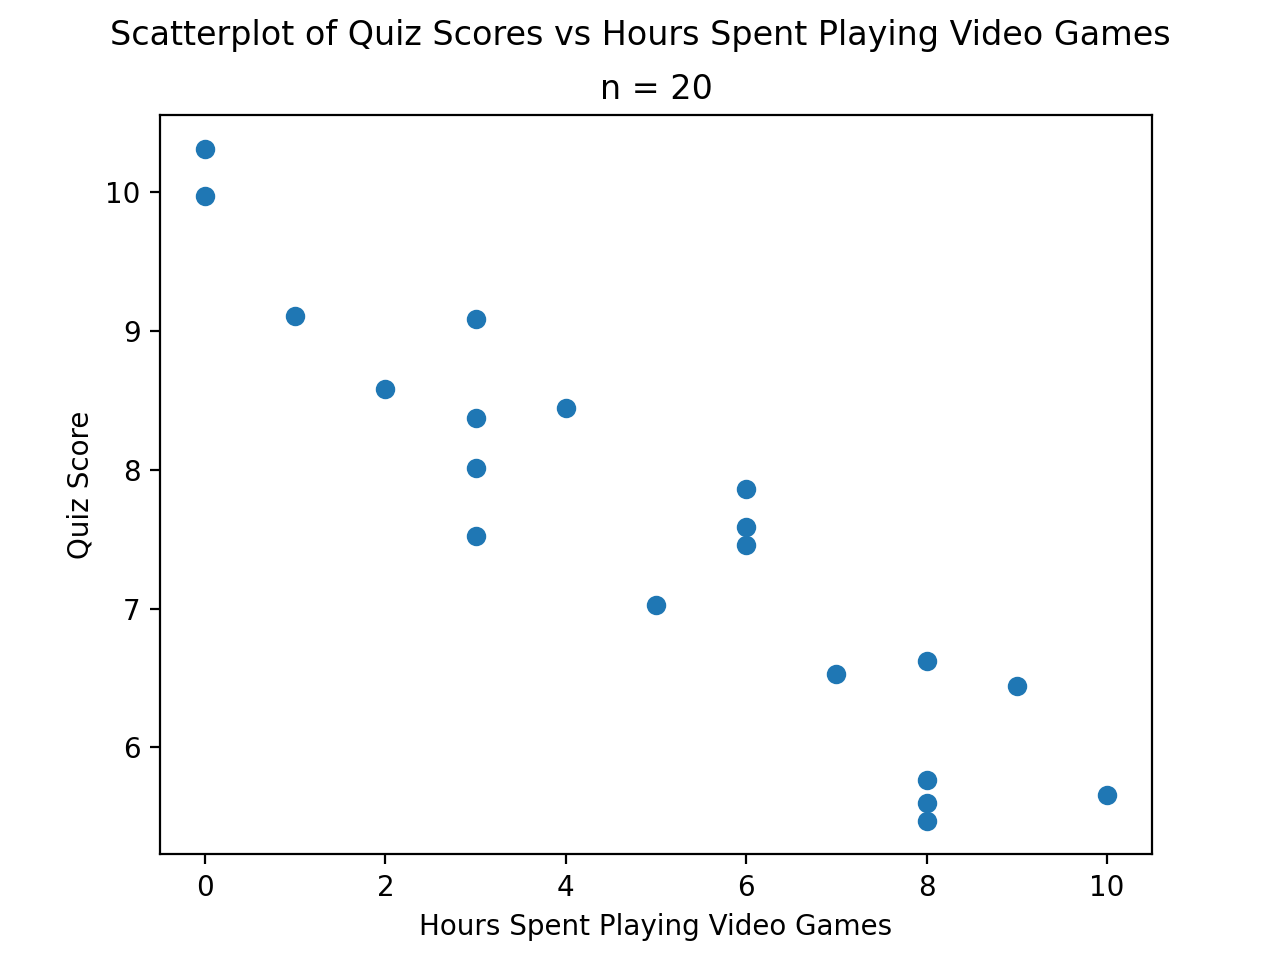 Scatterplot of Quiz Scores vs Hours Spent Playing Video Games
n = 20
10
9
8
7
6
Quiz Score
0 2 4 6 8 10
Hours Spent Playing Video Games